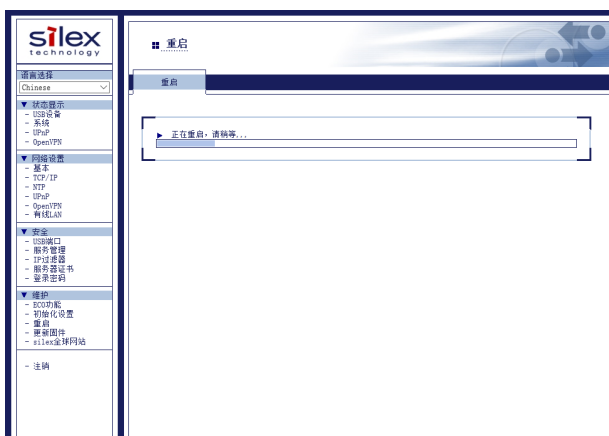 silex
technology
语言选择
Chinese
▼ 状态显示
- USB设备
- 系统
- UPnP
- OpenVPN
▼ 网络设置
- 基本
- TCP/IP
- NTP
- UPnP
- OpenVPN
- 有线LAN
▼ 安全
- USB端口
- 服务管理
- IP过滤器
- 服务器证书
- 登录密码
▼ 维护
- ECO功能
- 初始化设置
- 重启
- 更新固件
- silex全球网站
- 注销
重启
重启
▶ 正在重启，请稍等...